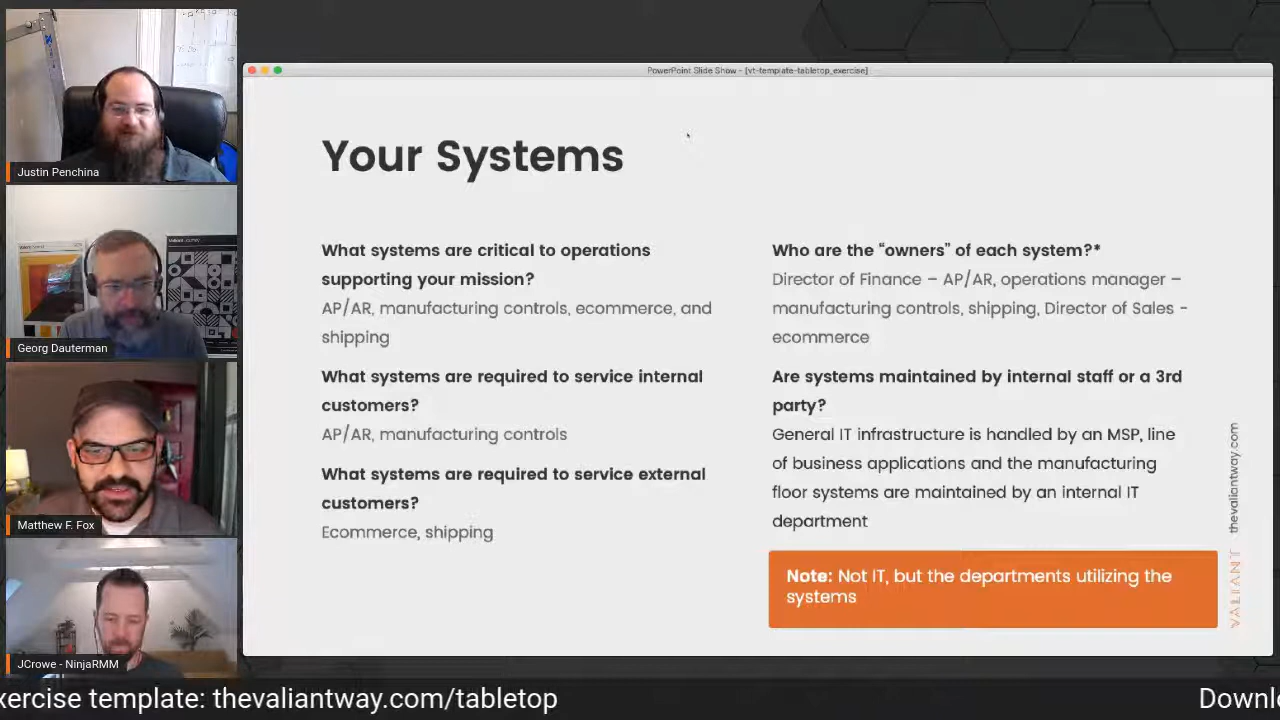 PowerPoint Slide Show - [vt-template-tabletop_exercise]
Justin Penchina
Georg Dauterman
Matthew F. Fox
JCrowe - NinjaRMM
Your Systems
What systems are critical to operations
supporting your mission?
AP/AR, manufacturing controls, ecommerce, and
shipping
What systems are required to service internal
customers?
AP/AR, manufacturing controls
What systems are required to service external
customers?
Ecommerce, shipping
Who are the “owners” of each system?*
Director of Finance – AP/AR, operations manager –
manufacturing controls, shipping, Director of Sales -
ecommerce
Are systems maintained by internal staff or a 3rd
party?
General IT infrastructure is handled by an MSP, line
of business applications and the manufacturing
floor systems are maintained by an internal IT
department
Note: Not IT, but the departments utilizing the
systems
VALIANT thevaliantway.com
xercise template: thevaliantway.com/tabletop
Downlo